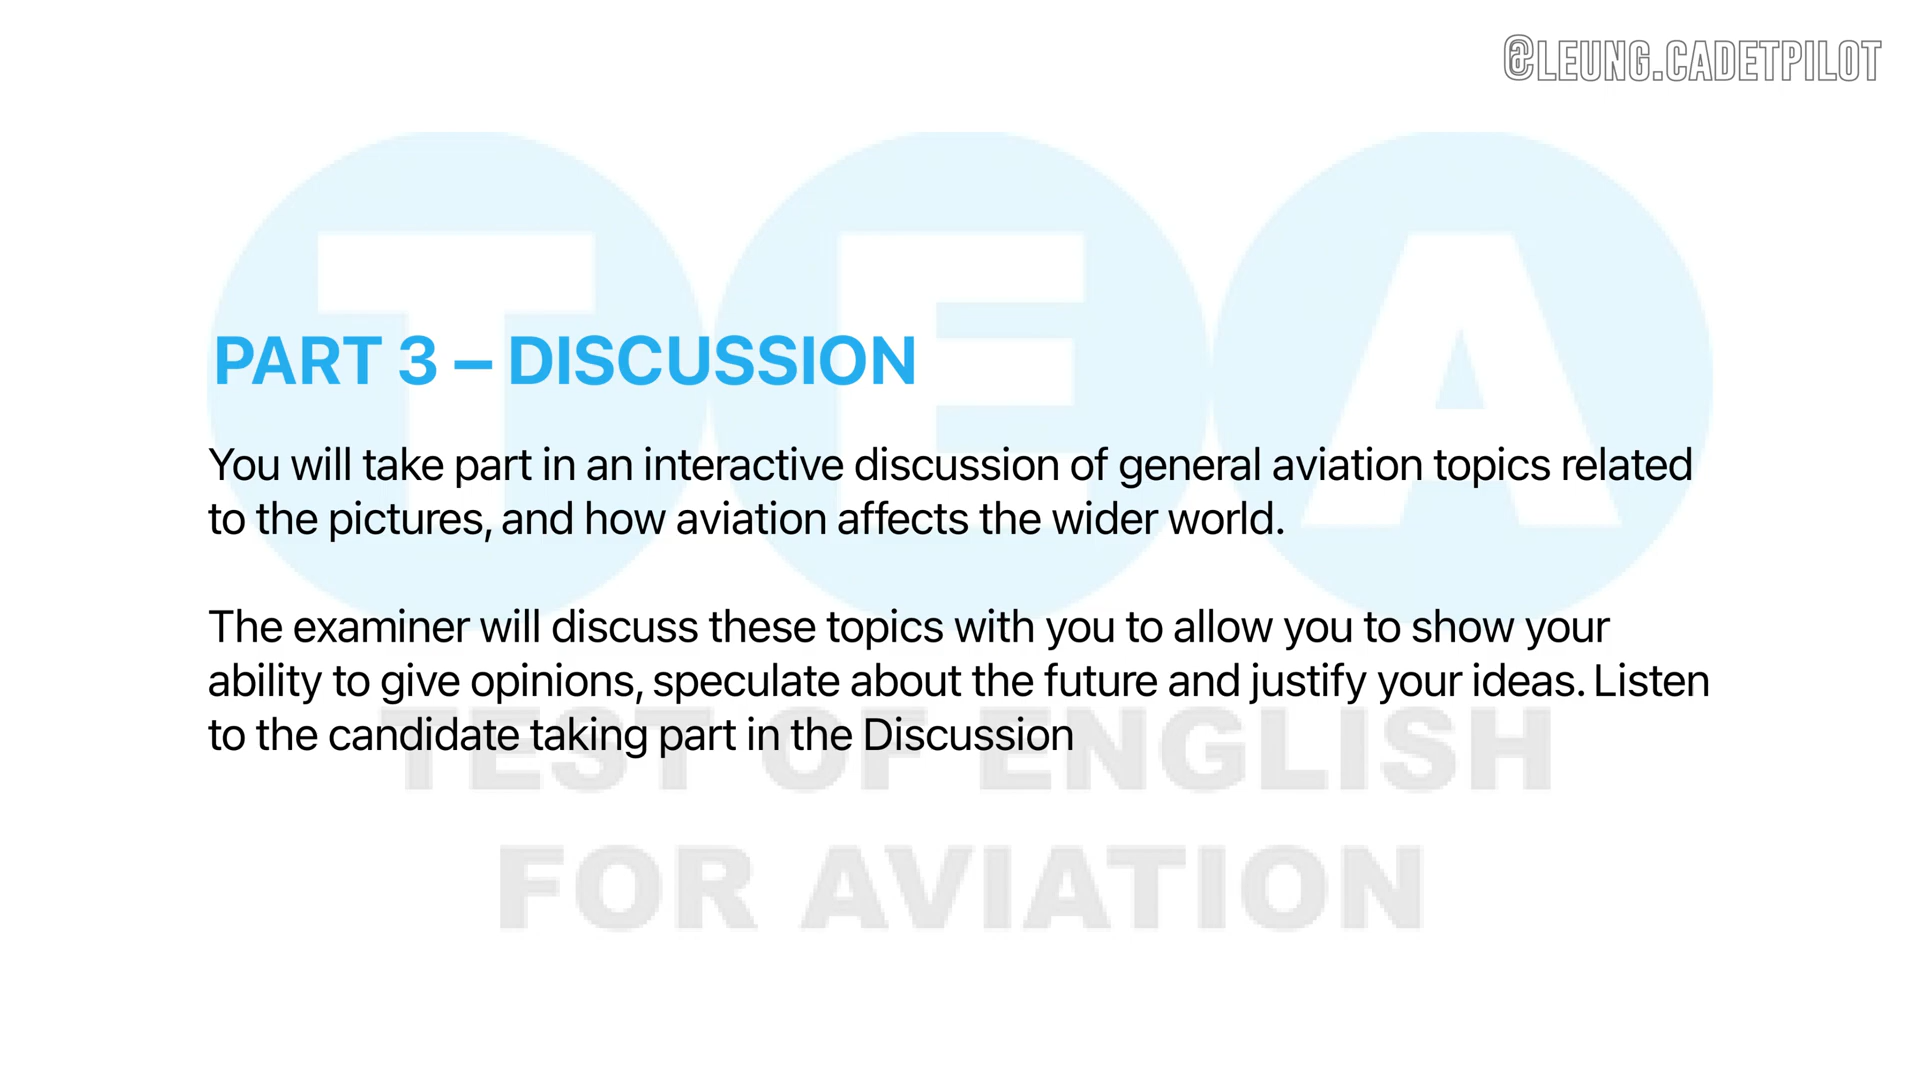 @LEUNG.CADETPILOT
TEA
PART 3 – DISCUSSION
You will take part in an interactive discussion of general aviation topics related
to the pictures, and how aviation affects the wider world.
The examiner will discuss these topics with you to allow you to show your
ability to give opinions, speculate about the future and justify your ideas. Listen
to the candidate taking part in the Discussion
TEST OF ENGLISH
FOR AVIATION